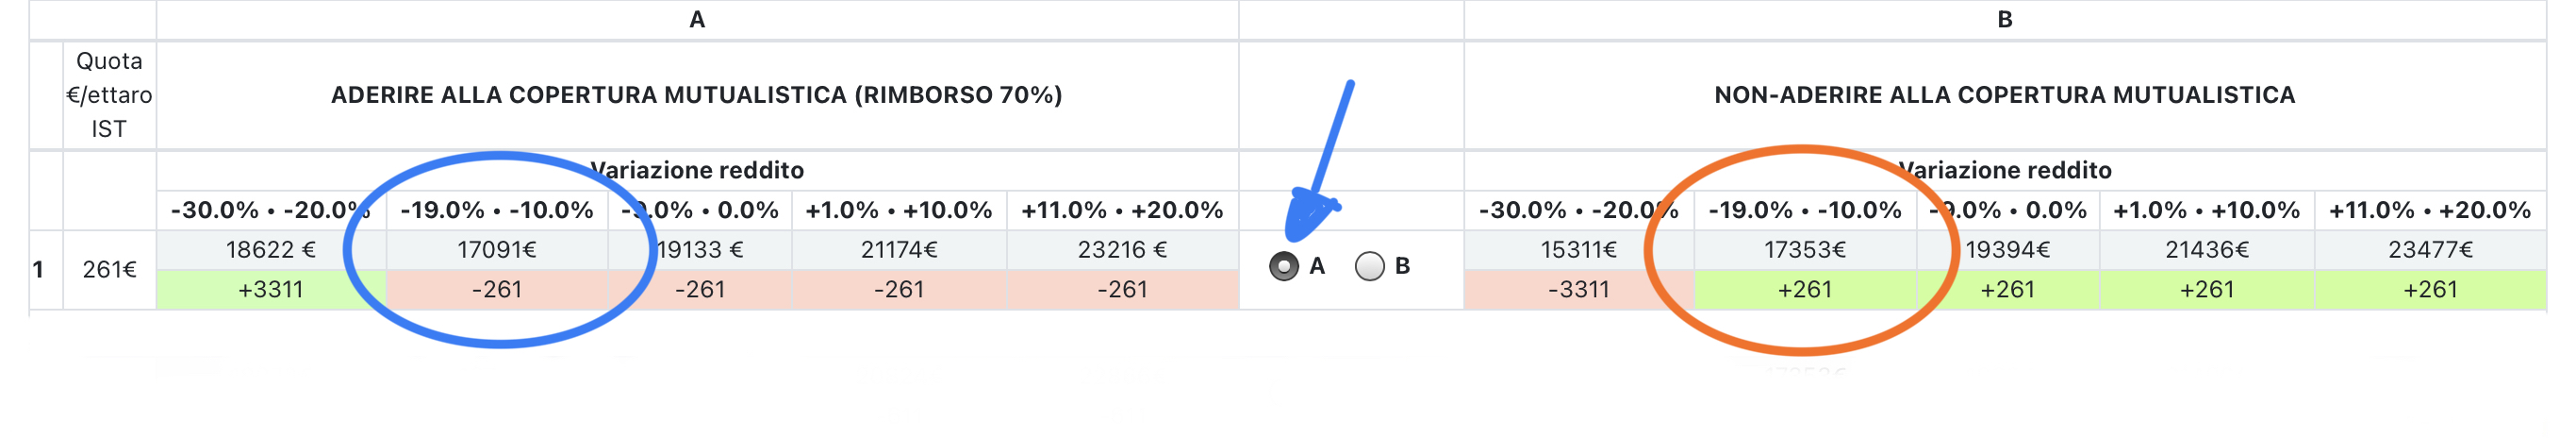 A B
Quota €/ettaro IST ADERIRE ALLA COPERTURA MUTUALISTICA (RIMBORSO 70%) NON-ADERIRE ALLA COPERTURA MUTUALISTICA
Variazione reddito Variazione reddito
-30.0% • -20.0% -19.0% • -10.0% -9.0% • 0.0% +1.0% • +10.0% +11.0% • +20.0% -30.0% • -20.0% -19.0% • -10.0% -9.0% • 0.0% +1.0% • +10.0% +11.0% • +20.0%
18622 € 17091€ 19133 € 21174€ 23216 € 15311€ 17353€ 19394€ 21436€ 23477€
1 261€ A B
+3311 -261 -261 -261 -261 -3311 +261 +261 +261 +261